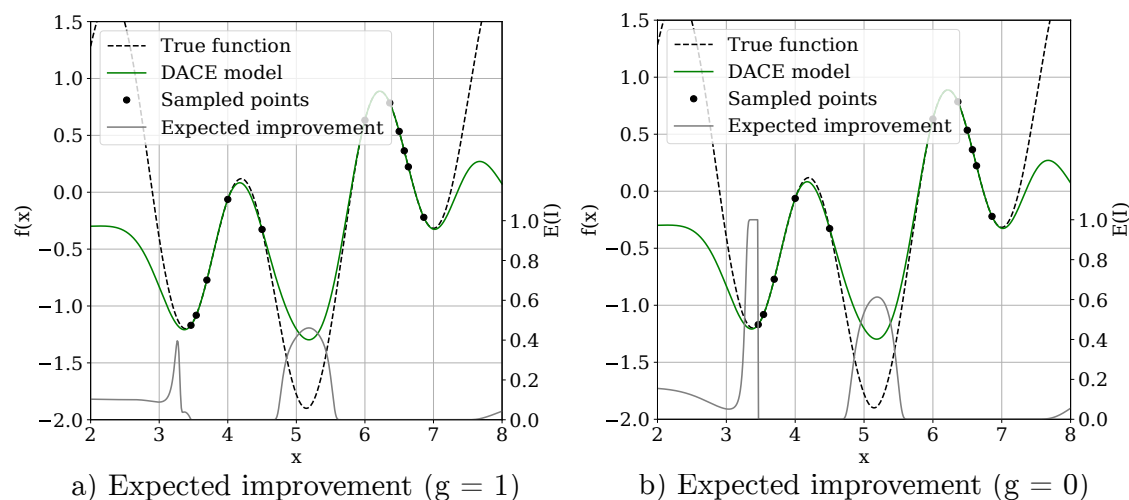 1.5
1.0
0.5
0.0
−0.5
−1.0
−1.5
−2.0
f(x)
True function
DACE model
Sampled points
Expected improvement
1.0
0.8
0.6
0.4
0.2
0.0
E(I)
2 3 4 5 6 7 8
x
a) Expected improvement (g = 1)
1.5
1.0
0.5
0.0
−0.5
−1.0
−1.5
−2.0
f(x)
True function
DACE model
Sampled points
Expected improvement
1.0
0.8
0.6
0.4
0.2
0.0
E(I)
2 3 4 5 6 7 8
x
b) Expected improvement (g = 0)